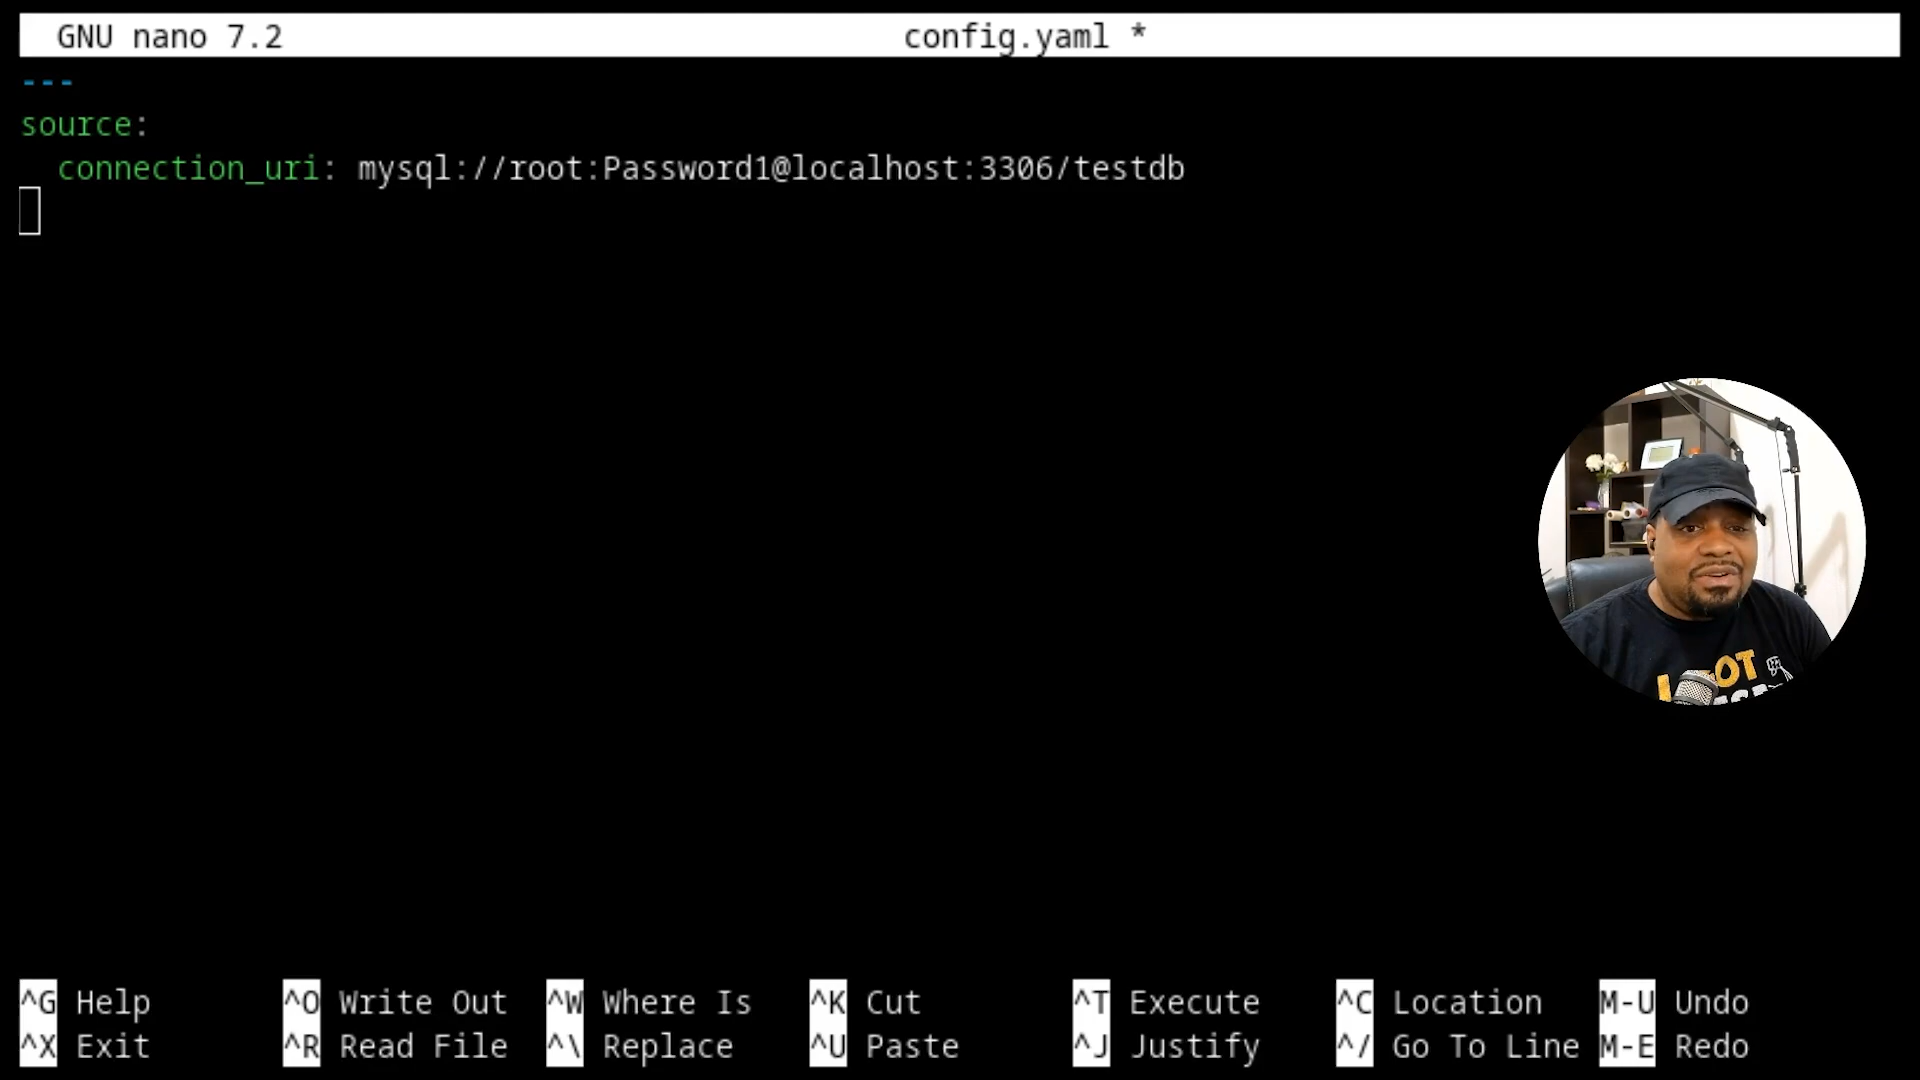 GNU nano 7.2 config.yaml *
---
source:
  connection_uri: mysql://root:Password1@localhost:3306/testdb
^G Help ^O Write Out ^W Where Is ^K Cut ^T Execute ^C Location M-U Undo
^X Exit ^R Read File ^\ Replace ^U Paste ^J Justify ^/ Go To Line M-E Redo